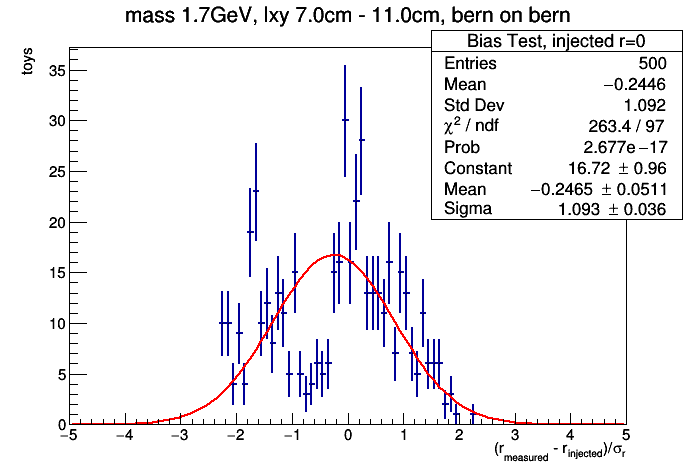 mass 1.7GeV, lxy 7.0cm - 11.0cm, bern on bern
Bias Test, injected r=0
Entries 500
Mean −0.2446
Std Dev 1.092
χ² / ndf 263.4 / 97
Prob 2.677e−17
Constant 16.72 ± 0.96
Mean −0.2465 ± 0.0511
Sigma 1.093 ± 0.036
toys
35
30
25
20
15
10
5
0
−5 −4 −3 −2 −1 0 1 2 3 4 5
(r_measured - r_injected)/σ_r